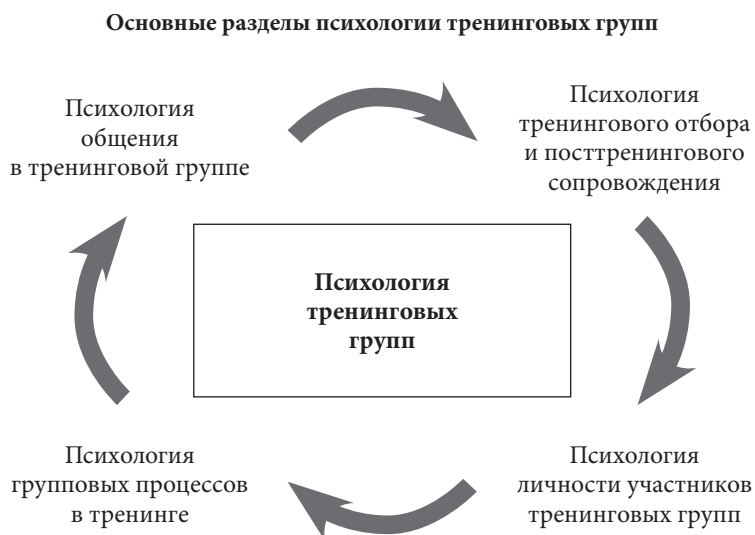 Основные разделы психологии тренинговых групп
Психология
общения
в тренинговой группе
Психология
тренингового отбора
и посттренингового
сопровождения
Психология
тренинговых
групп
Психология
групповых процессов
в тренинге
Психология
личности участников
тренинговых групп